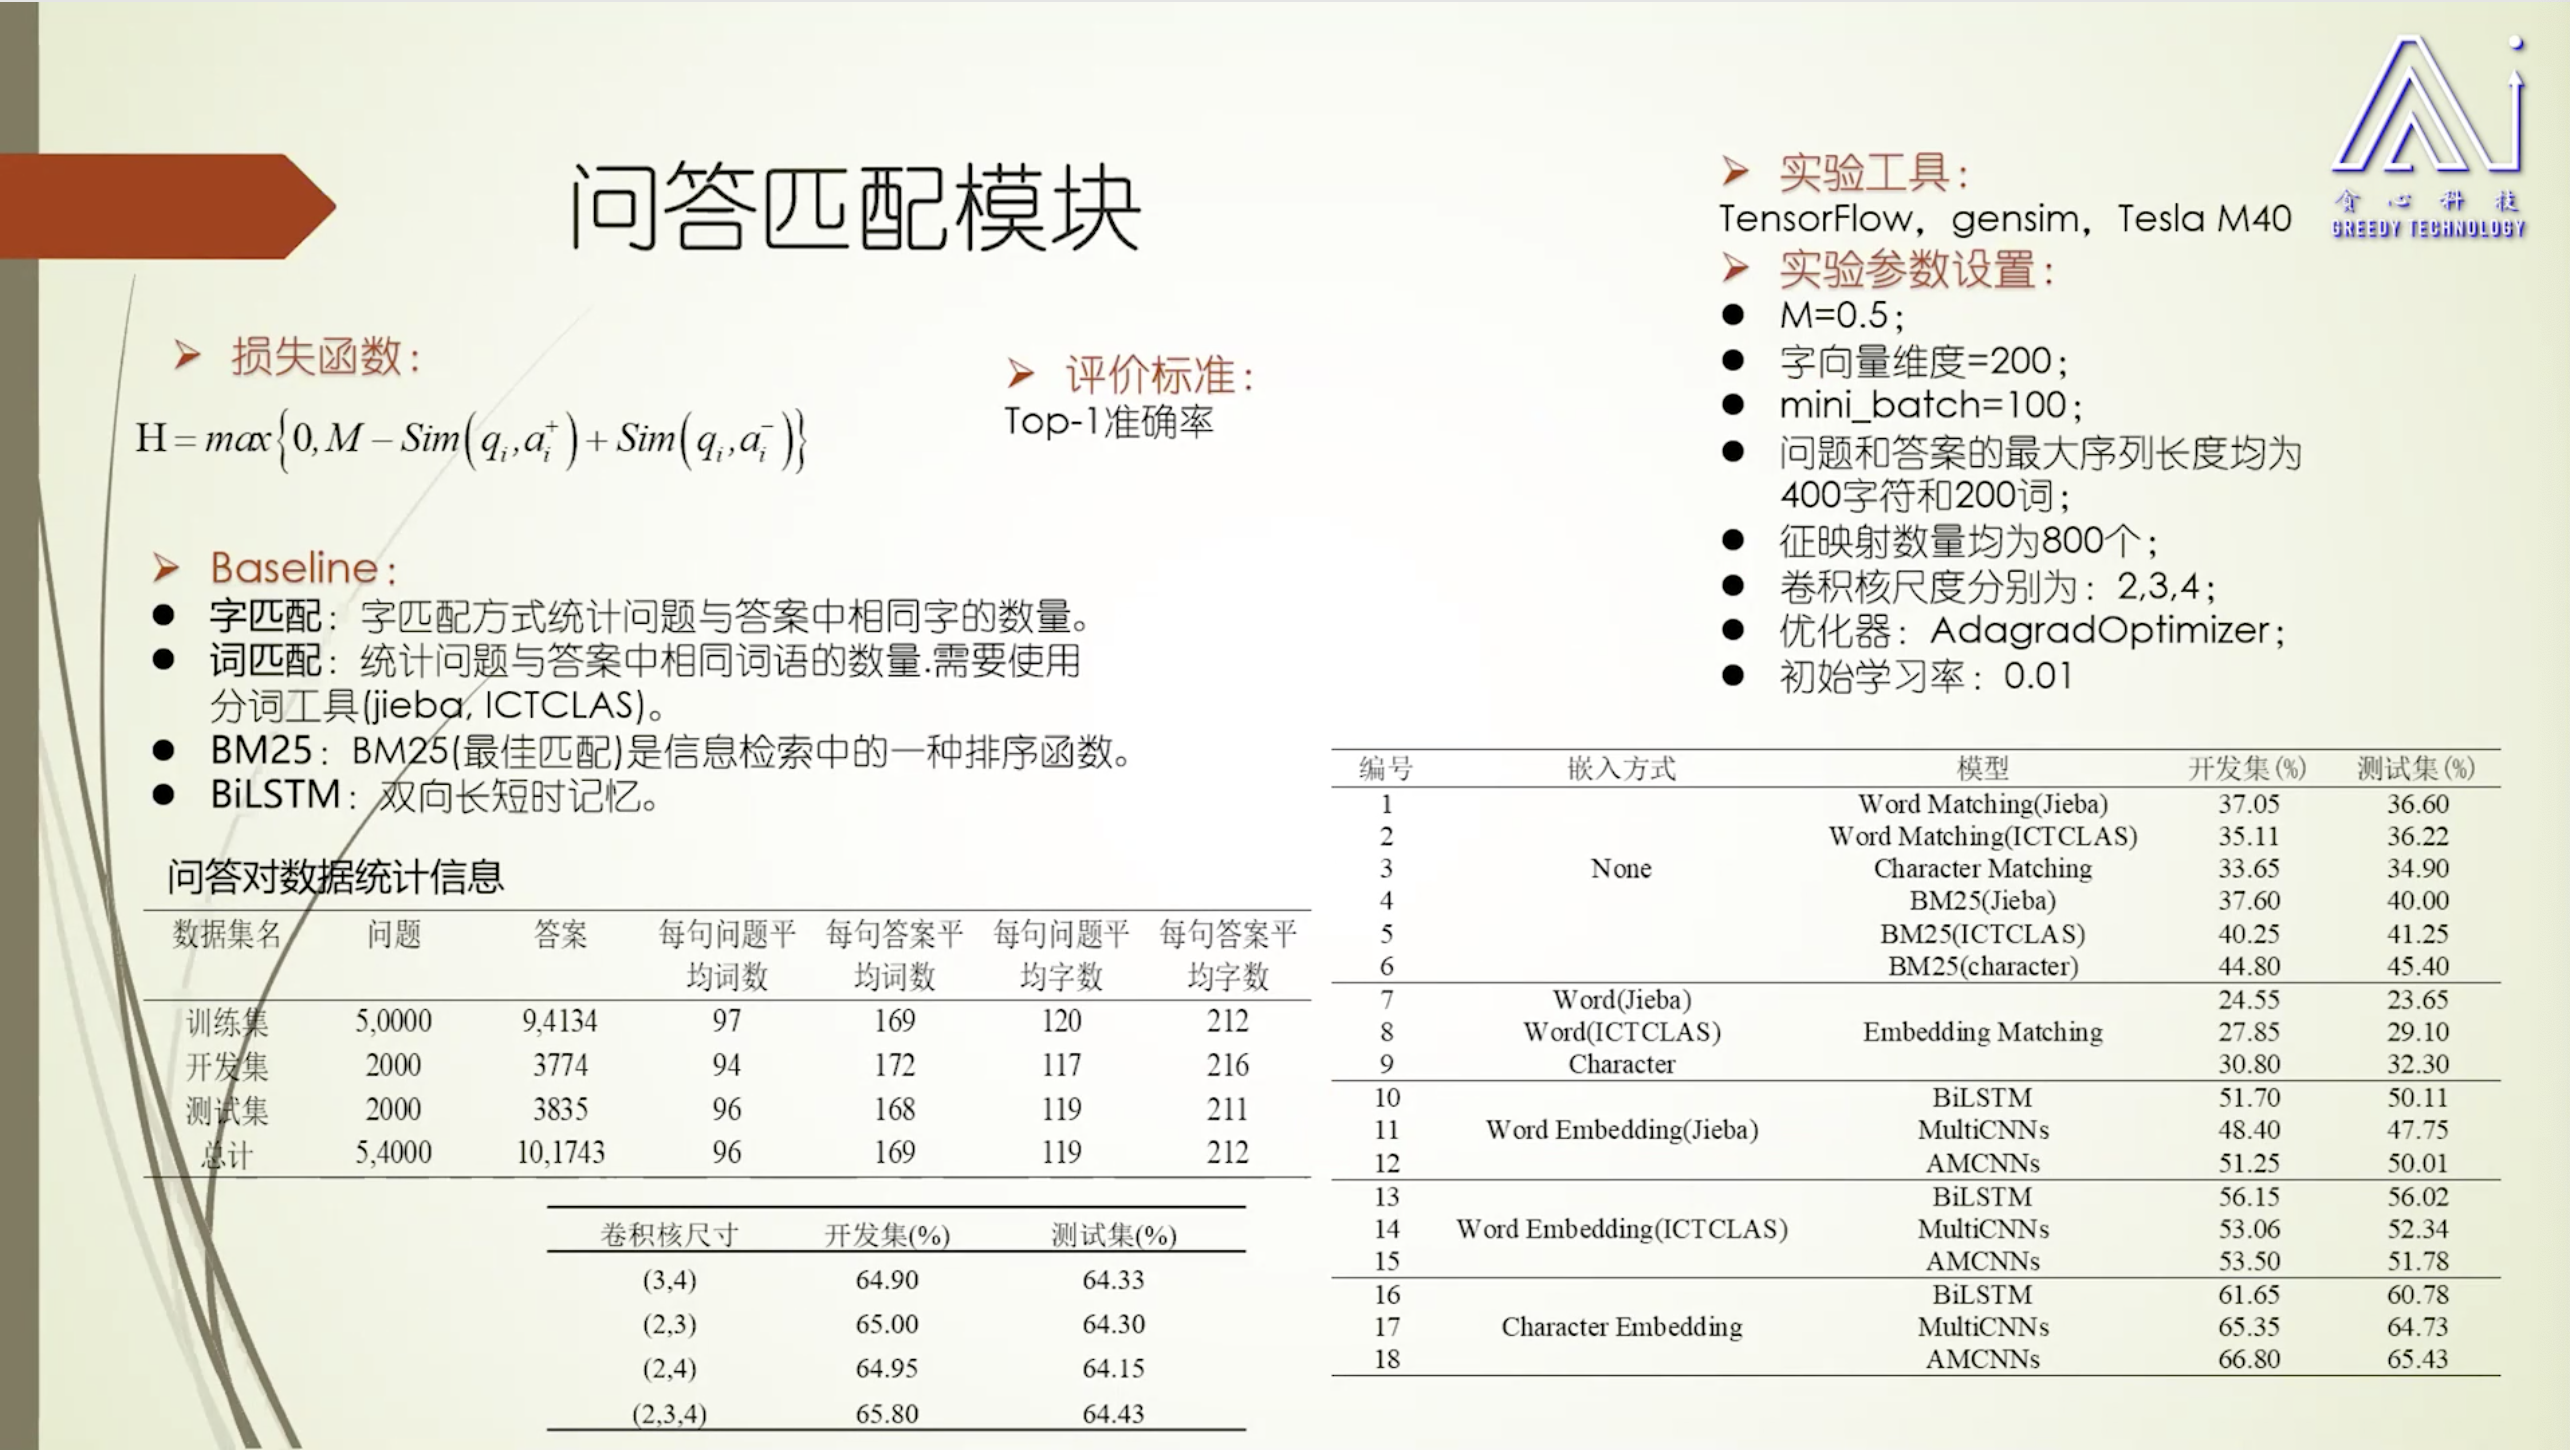 问答匹配模块
损失函数：
H = max{0, M − Sim(q_i, a_i^+) + Sim(q_i, a_i^-)}
评价标准：
Top-1准确率
Baseline：
字匹配：字匹配方式统计问题与答案中相同字的数量。
词匹配：统计问题与答案中相同词语的数量.需要使用
分词工具(jieba, ICTCLAS)。
BM25：BM25(最佳匹配)是信息检索中的一种排序函数。
BiLSTM：双向长短时记忆。
问答对数据统计信息
数据集名 问题 答案 每句问题平 每句答案平 每句问题平 每句答案平
均词数 均词数 均字数 均字数
训练集 5,0000 9,4134 97 169 120 212
开发集 2000 3774 94 172 117 216
测试集 2000 3835 96 168 119 211
总计 5,4000 10,1743 96 169 119 212
卷积核尺寸 开发集(%) 测试集(%)
(3,4) 64.90 64.33
(2,3) 65.00 64.30
(2,4) 64.95 64.15
(2,3,4) 65.80 64.43
实验工具：
TensorFlow，gensim，Tesla M40
实验参数设置：
M=0.5；
字向量维度=200；
mini_batch=100；
问题和答案的最大序列长度均为
400字符和200词；
征映射数量均为800个；
卷积核尺度分别为：2,3,4；
优化器：AdagradOptimizer；
初始学习率：0.01
编号 嵌入方式 模型 开发集(%) 测试集(%)
1 Word Matching(Jieba) 37.05 36.60
2 Word Matching(ICTCLAS) 35.11 36.22
3 None Character Matching 33.65 34.90
4 BM25(Jieba) 37.60 40.00
5 BM25(ICTCLAS) 40.25 41.25
6 BM25(character) 44.80 45.40
7 Word(Jieba) 24.55 23.65
8 Word(ICTCLAS) Embedding Matching 27.85 29.10
9 Character 30.80 32.30
10 BiLSTM 51.70 50.11
11 Word Embedding(Jieba) MultiCNNs 48.40 47.75
12 AMCNNs 51.25 50.01
13 BiLSTM 56.15 56.02
14 Word Embedding(ICTCLAS) MultiCNNs 53.06 52.34
15 AMCNNs 53.50 51.78
16 BiLSTM 61.65 60.78
17 Character Embedding MultiCNNs 65.35 64.73
18 AMCNNs 66.80 65.43
Ai
贪心科技
GREEDY TECHNOLOGY